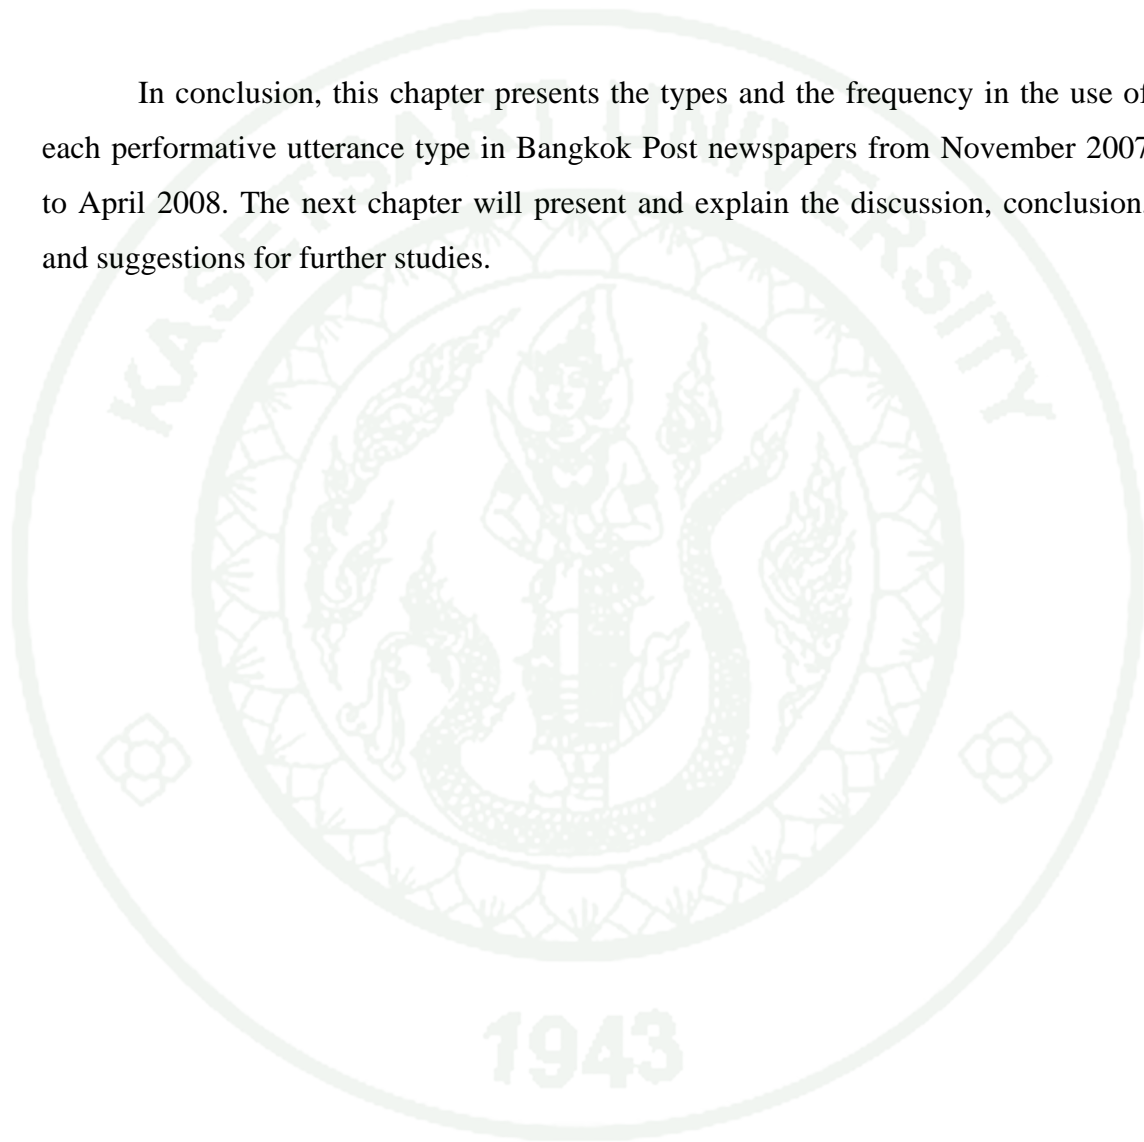 In conclusion, this chapter presents the types and the frequency in the use of
each performative utterance type in Bangkok Post newspapers from November 2007
to April 2008. The next chapter will present and explain the discussion, conclusion
and suggestions for further studies.
KASETSART UNIVERSITY
1943